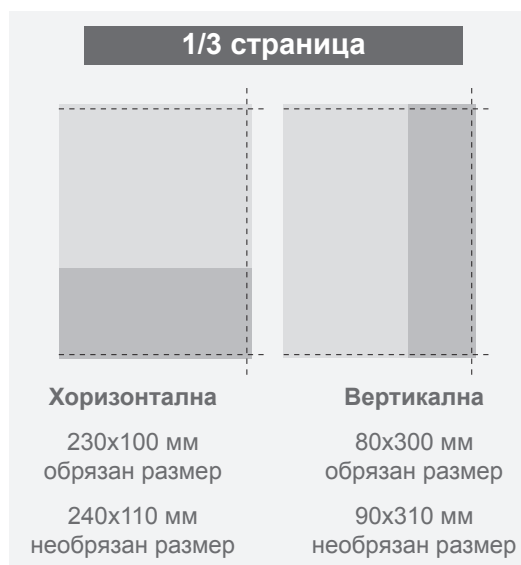 1/3 страница
Хоризонтална
230x100 мм
обрязан размер
240x110 мм
необрязан размер
Вертикална
80x300 мм
обрязан размер
90x310 мм
необрязан размер